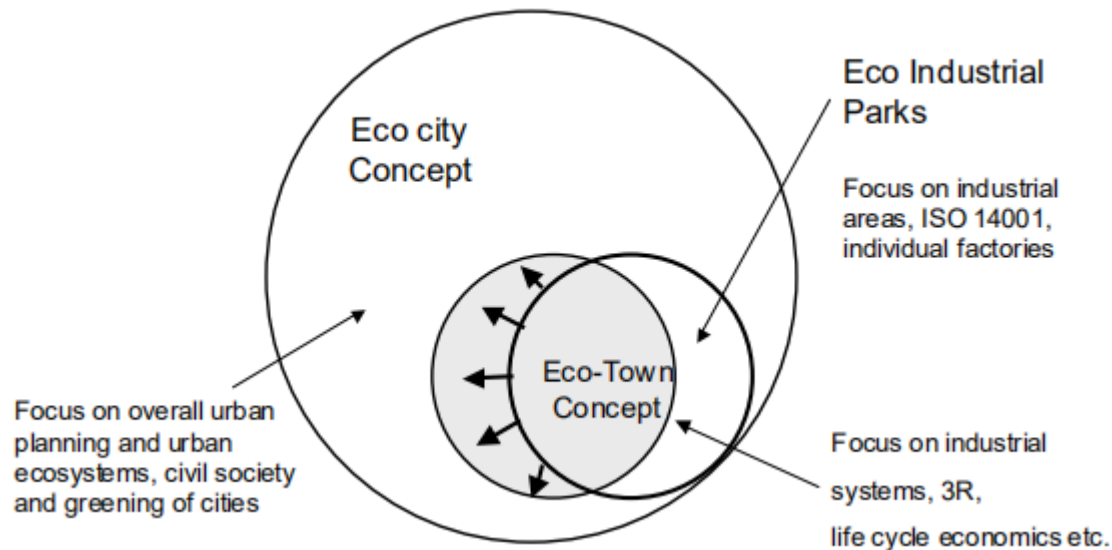 Eco city
Concept
Eco Industrial
Parks
Focus on industrial
areas, ISO 14001,
individual factories
Eco-Town
Concept
Focus on overall urban
planning and urban
ecosystems, civil society
and greening of cities
Focus on industrial
systems, 3R,
life cycle economics etc.